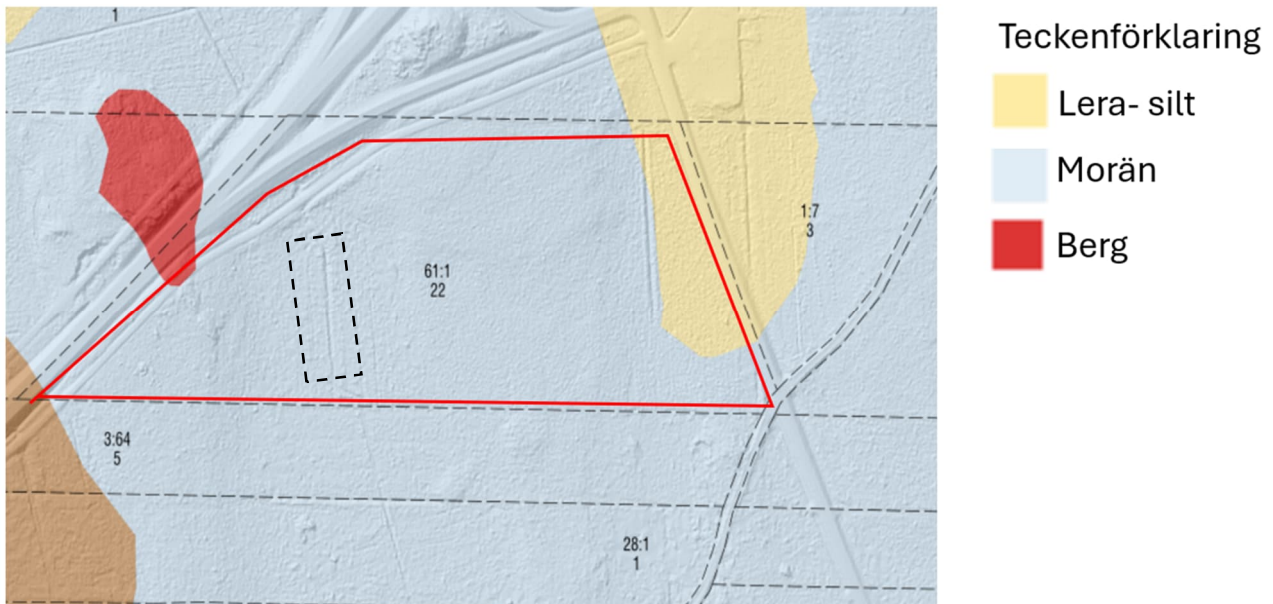 1
Teckenförklaring
Lera- silt
Morän
Berg
1:7
3
61:1
22
3:64
5
28:1
1